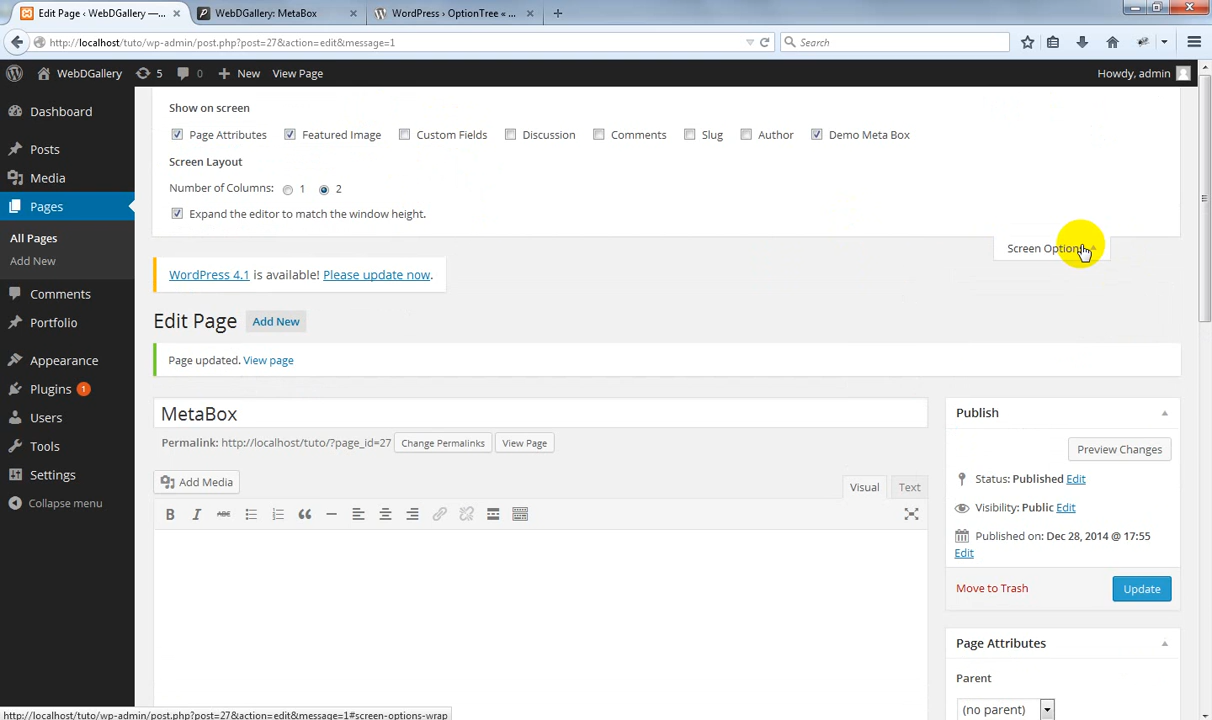 Edit Page ‹ WebDGallery —...
WebDGallery: MetaBox
WordPress › OptionTree « ...
http://localhost/tuto/wp-admin/post.php?post=27&action=edit&message=1
Search
WebDGallery
5
0
New
View Page
Howdy, admin
Dashboard
Posts
Media
Pages
All Pages
Add New
Comments
Portfolio
Appearance
Plugins 1
Users
Tools
Settings
Collapse menu
Show on screen
Page Attributes
Featured Image
Custom Fields
Discussion
Comments
Slug
Author
Demo Meta Box
Screen Layout
Number of Columns: 1 2
Expand the editor to match the window height.
Screen Options
WordPress 4.1 is available! Please update now.
Edit Page
Add New
Page updated. View page
MetaBox
Permalink: http://localhost/tuto/?page_id=27
Change Permalinks
View Page
Add Media
Visual
Text
B I ABC
Publish
Preview Changes
Status: Published Edit
Visibility: Public Edit
Published on: Dec 28, 2014 @ 17:55
Edit
Move to Trash
Update
Page Attributes
Parent
(no parent)
http://localhost/tuto/wp-admin/post.php?post=27&action=edit&message=1#screen-options-wrap